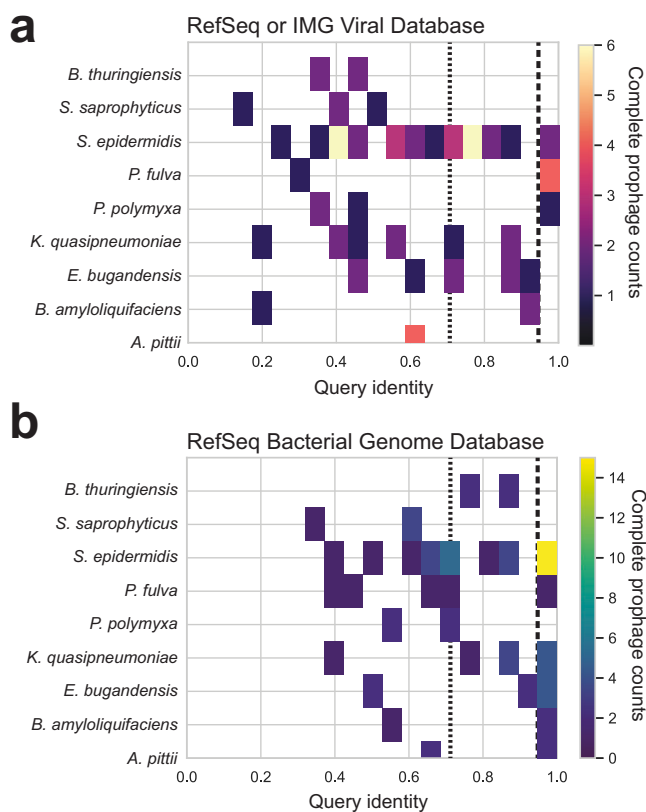 a
RefSeq or IMG Viral Database
B. thuringiensis
S. saprophyticus
S. epidermidis
P. fulva
P. polymyxa
K. quasipneumoniae
E. bugandensis
B. amyloliquifaciens
A. pittii
0.0 0.2 0.4 0.6 0.8 1.0
Query identity
6
5
4
3
2
1
Complete prophage counts
b
RefSeq Bacterial Genome Database
B. thuringiensis
S. saprophyticus
S. epidermidis
P. fulva
P. polymyxa
K. quasipneumoniae
E. bugandensis
B. amyloliquifaciens
A. pittii
0.0 0.2 0.4 0.6 0.8 1.0
Query identity
14
12
10
8
6
4
2
0
Complete prophage counts